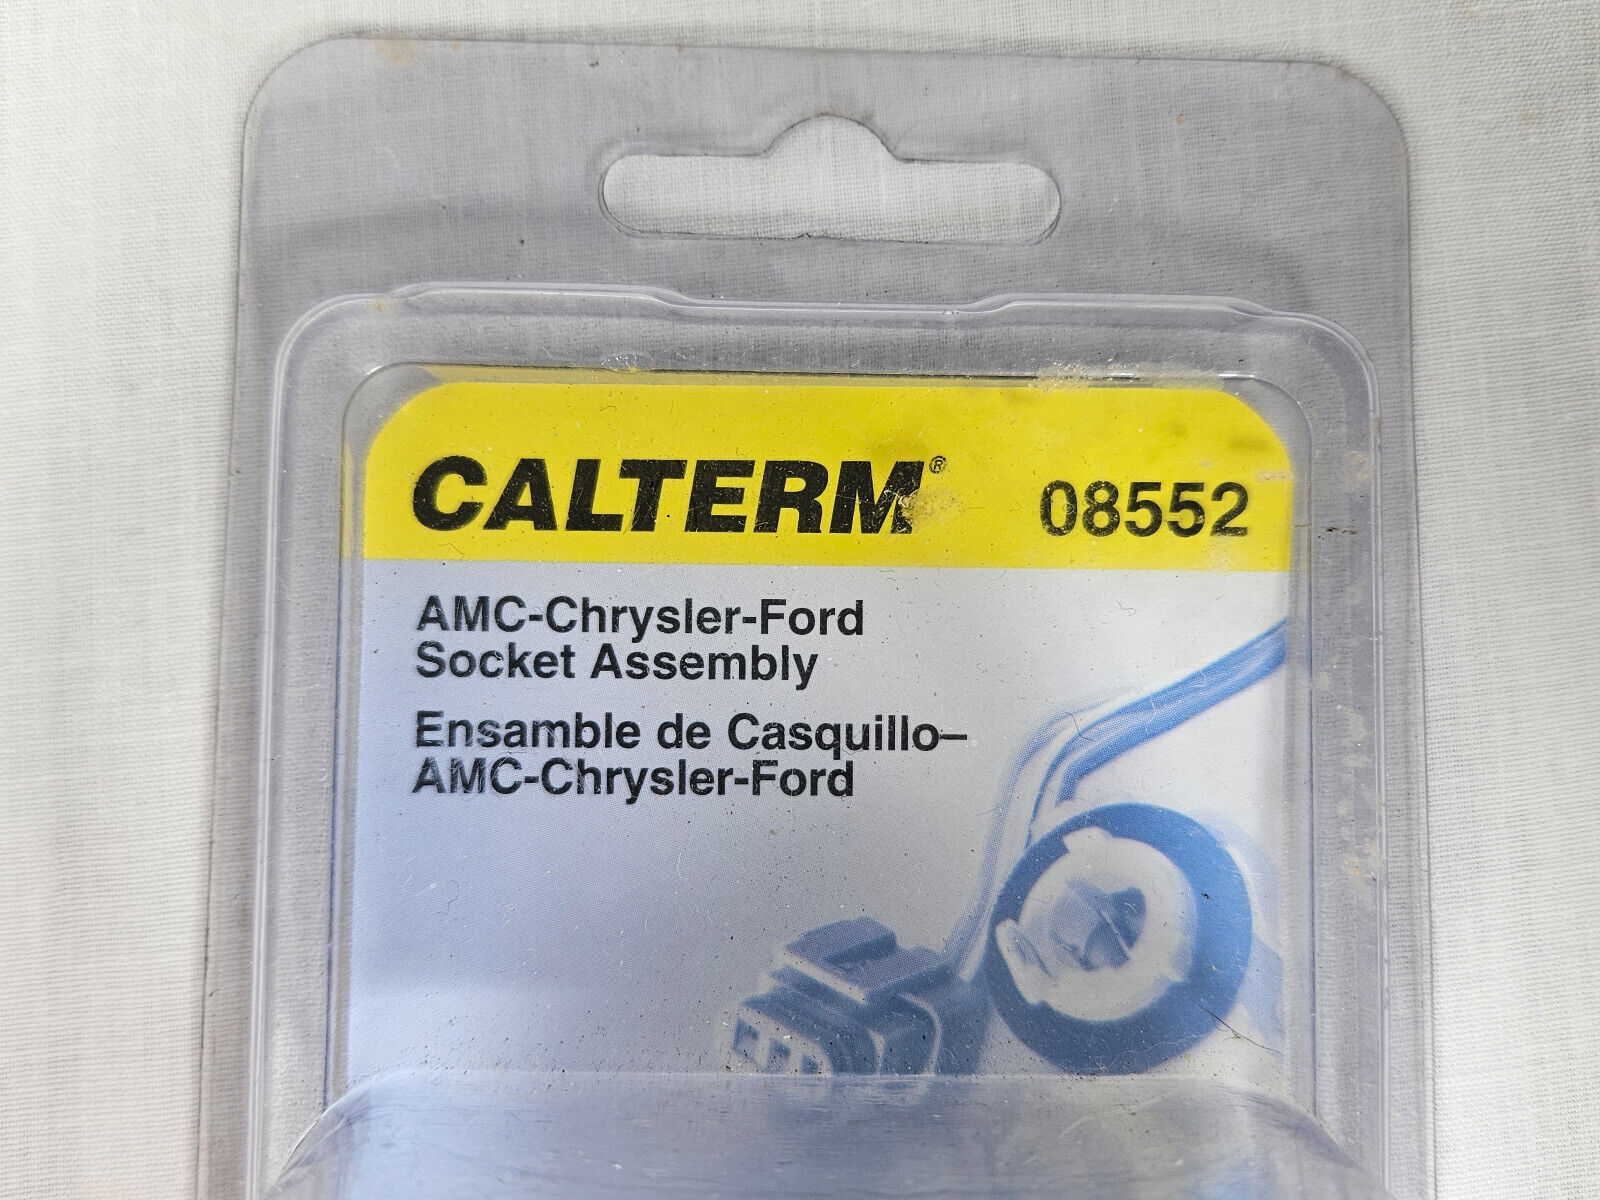 CALTERM® 08552
AMC-Chrysler-Ford
Socket Assembly
Ensamble de Casquillo–
AMC-Chrysler-Ford